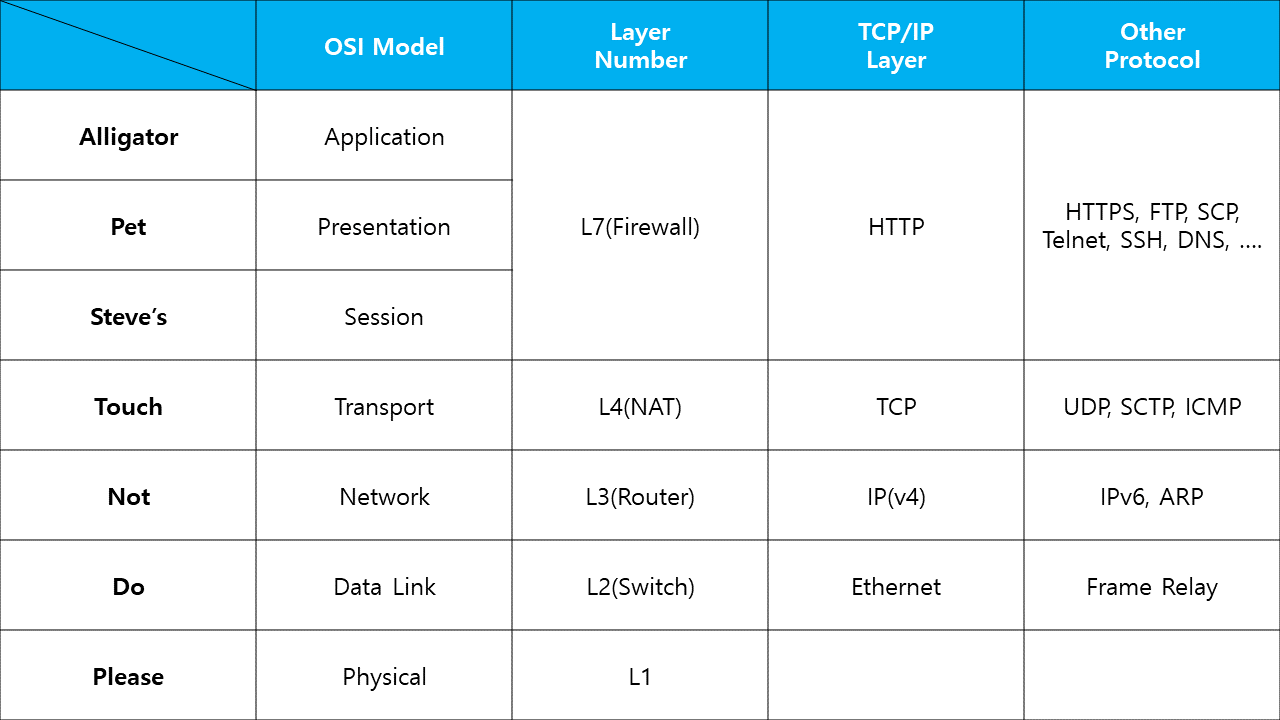 OSI Model
Layer
Number
TCP/IP
Layer
Other
Protocol
Alligator
Application
Pet
Presentation
L7(Firewall)
HTTP
HTTPS, FTP, SCP,
Telnet, SSH, DNS, ....
Steve’s
Session
Touch
Transport
L4(NAT)
TCP
UDP, SCTP, ICMP
Not
Network
L3(Router)
IP(v4)
IPv6, ARP
Do
Data Link
L2(Switch)
Ethernet
Frame Relay
Please
Physical
L1